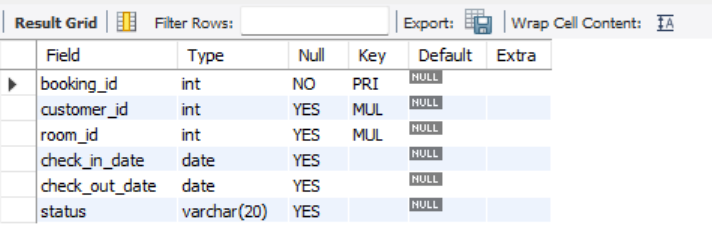 Result Grid Filter Rows: Export: Wrap Cell Content: IA
Field Type Null Key Default Extra
booking_id int NO PRI NULL
customer_id int YES MUL NULL
room_id int YES MUL NULL
check_in_date date YES NULL
check_out_date date YES NULL
status varchar(20) YES NULL